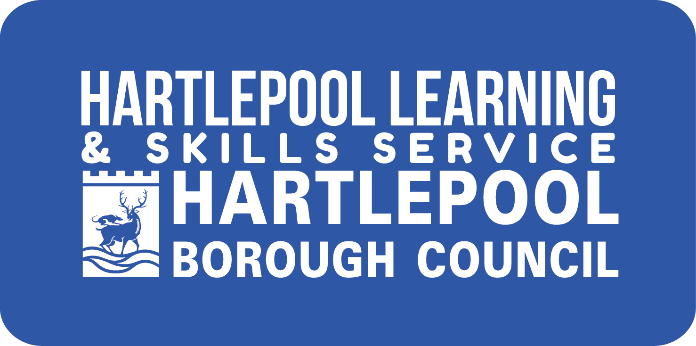 HARTLEPOOL LEARNING
& SKILLS SERVICE
HARTLEPOOL
BOROUGH COUNCIL